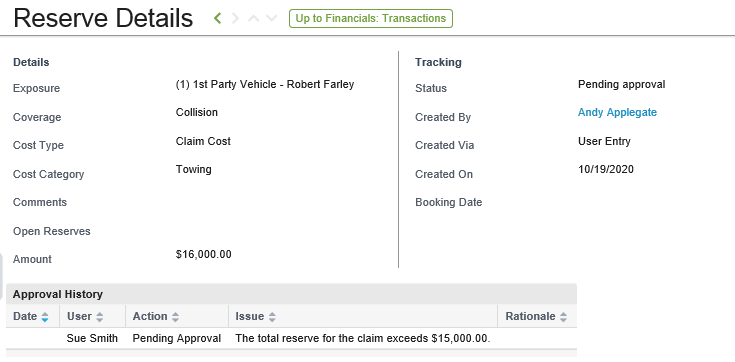 Reserve Details
Up to Financials: Transactions
Details
Exposure (1) 1st Party Vehicle - Robert Farley
Coverage Collision
Cost Type Claim Cost
Cost Category Towing
Comments
Open Reserves
Amount $16,000.00
Tracking
Status Pending approval
Created By Andy Applegate
Created Via User Entry
Created On 10/19/2020
Booking Date
Approval History
Date User Action Issue Rationale
Sue Smith Pending Approval The total reserve for the claim exceeds $15,000.00.